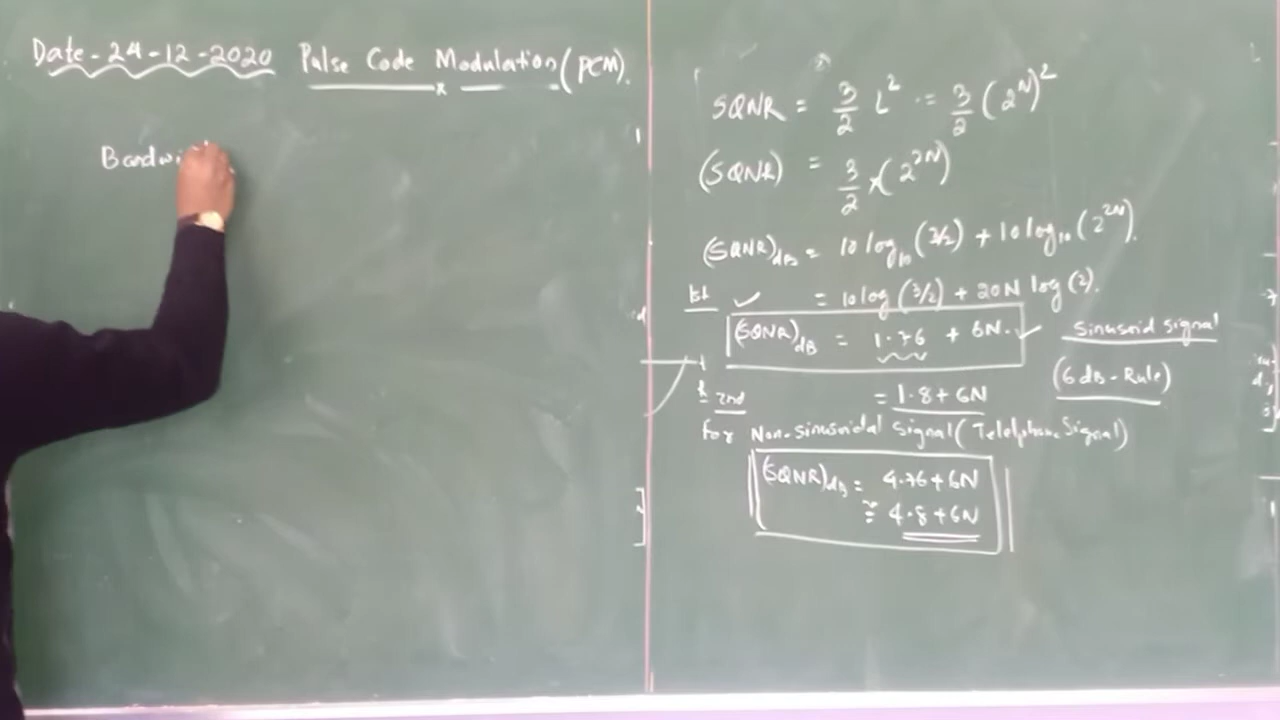 Date - 24-12-2020 Pulse Code Modulation (PCM).
Bandwi
SQNR = 3/2 L² = 3/2 (2^N)²
(SQNR) = 3/2 × (2^2N)
(SQNR)dB = 10 log10 (3/2) + 10 log10 (2^2N).
1st ✓ = 10 log (3/2) + 20N log (2).
(SQNR)dB = 1.76 + 6N. ✓ Sinusoid signal
(6 dB - Rule)
2nd = 1.8 + 6N
For Non-sinusoidal signal (Telelphone Signal)
(SQNR)dB = 4.76 + 6N
≅ 4.8 + 6N